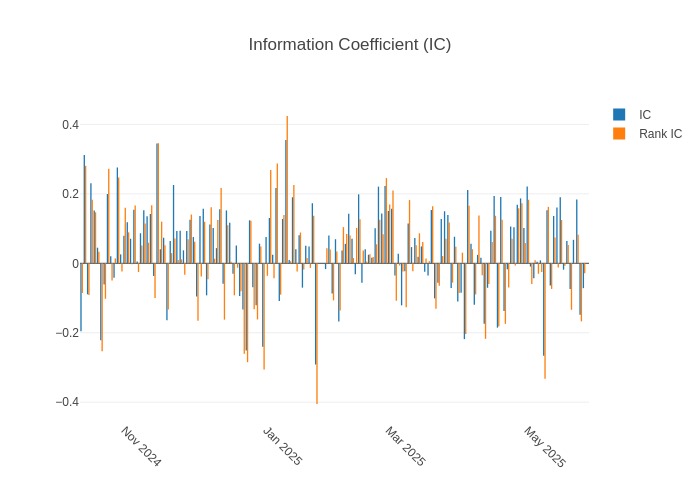 Information Coefficient (IC)
IC
Rank IC
0.4
0.2
0
−0.2
−0.4
Nov 2024
Jan 2025
Mar 2025
May 2025